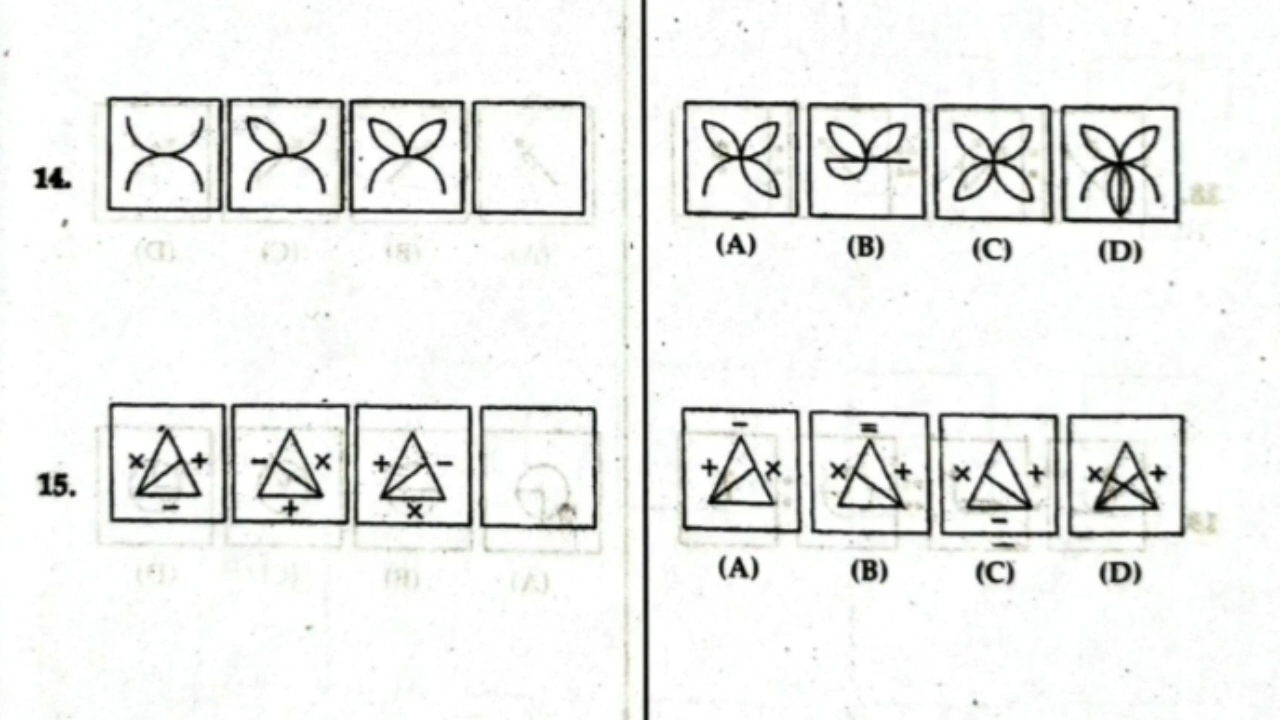 14.
(A) (B) (C) (D)
15.
× + −
− × +
+ − ×
− + ×
= × +
× + −
× +
(A) (B) (C) (D)